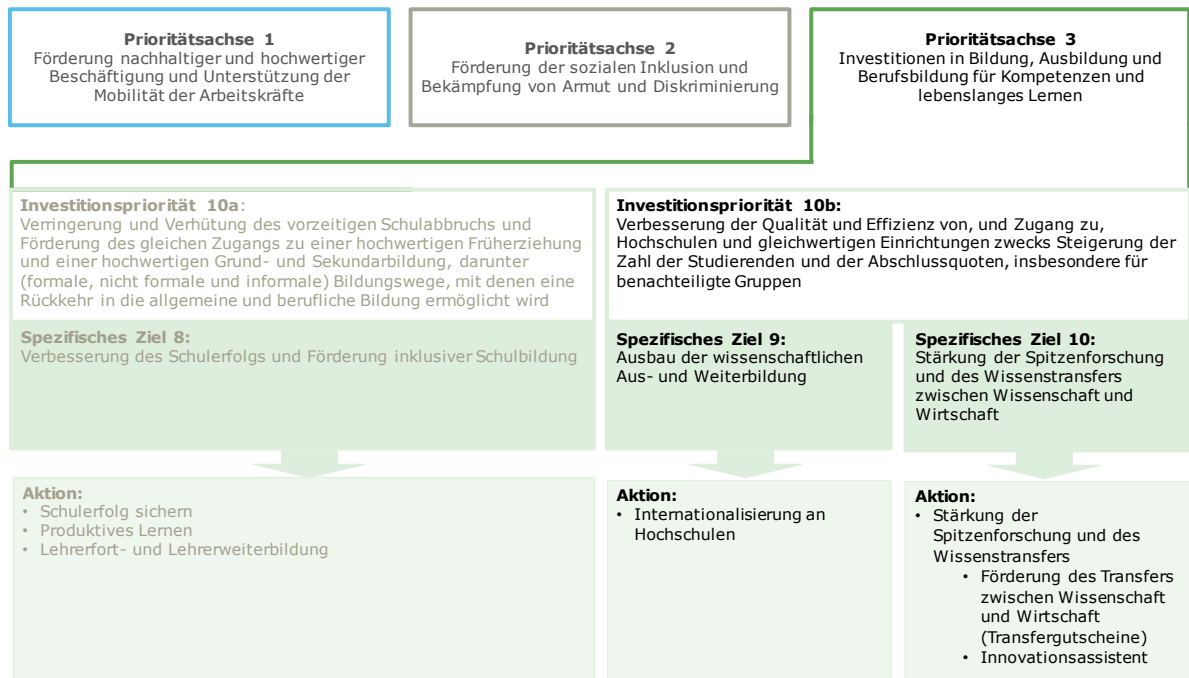 Prioritätsachse 1
Förderung nachhaltiger und hochwertiger
Beschäftigung und Unterstützung der
Mobilität der Arbeitskräfte
Prioritätsachse 2
Förderung der sozialen Inklusion und
Bekämpfung von Armut und Diskriminierung
Prioritätsachse 3
Investitionen in Bildung, Ausbildung und
Berufsbildung für Kompetenzen und
lebenslanges Lernen
Investitionspriorität 10a:
Verringerung und Verhütung des vorzeitigen Schulabbruchs und
Förderung des gleichen Zugangs zu einer hochwertigen Früherziehung
und einer hochwertigen Grund- und Sekundarbildung, darunter
(formale, nicht formale und informale) Bildungswege, mit denen eine
Rückkehr in die allgemeine und berufliche Bildung ermöglicht wird
Spezifisches Ziel 8:
Verbesserung des Schulerfolgs und Förderung inklusiver Schulbildung
Aktion:
• Schulerfolg sichern
• Produktives Lernen
• Lehrerfort- und Lehrerweiterbildung
Investitionspriorität 10b:
Verbesserung der Qualität und Effizienz von, und Zugang zu,
Hochschulen und gleichwertigen Einrichtungen zwecks Steigerung der
Zahl der Studierenden und der Abschlussquoten, insbesondere für
benachteiligte Gruppen
Spezifisches Ziel 9:
Ausbau der wissenschaftlichen
Aus- und Weiterbildung
Aktion:
• Internationalisierung an
Hochschulen
Spezifisches Ziel 10:
Stärkung der Spitzenforschung
und des Wissenstransfers
zwischen Wissenschaft und
Wirtschaft
Aktion:
• Stärkung der
Spitzenforschung und des
Wissenstransfers
• Förderung des Transfers
zwischen Wissenschaft
und Wirtschaft
(Transfergutscheine)
• Innovationsassistent